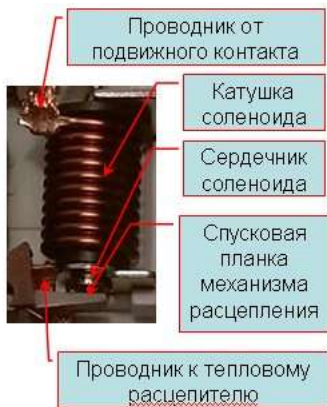 Проводник от
подвижного контакта
Катушка
соленоида
Сердечник
соленоида
Спусковая
планка
механизма
расцепления
Проводник к тепловому
расцепителю